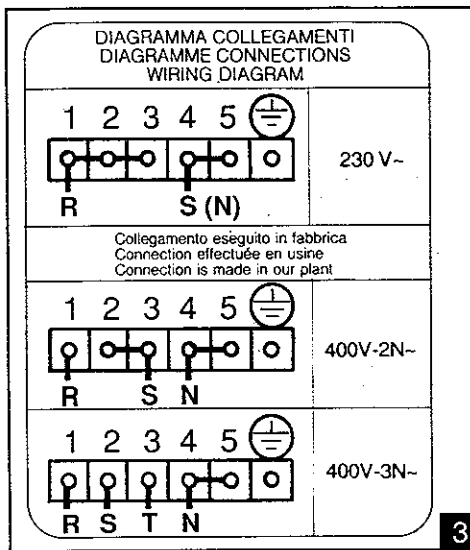 DIAGRAMMA COLLEGAMENTI
DIAGRAMME CONNECTIONS
WIRING DIAGRAM
1 2 3 4 5
230 V~
R S (N)
Collegamento eseguito in fabbrica
Connection effectuée en usine
Connection is made in our plant
1 2 3 4 5
400V-2N~
R S N
1 2 3 4 5
400V-3N~
R S T N
3